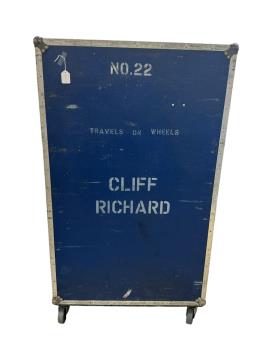 NO.22
TRAVELS ON WHEELS
CLIFF
RICHARD